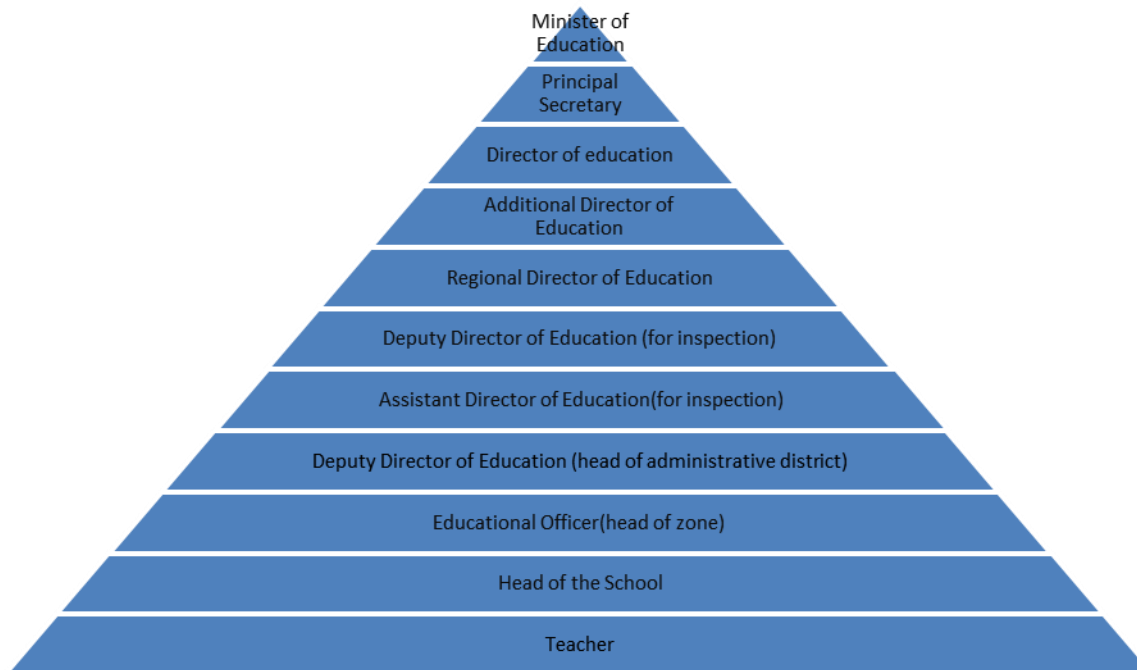 Minister of
Education
Principal
Secretary
Director of education
Additional Director of
Education
Regional Director of Education
Deputy Director of Education (for inspection)
Assistant Director of Education(for inspection)
Deputy Director of Education (head of administrative district)
Educational Officer(head of zone)
Head of the School
Teacher